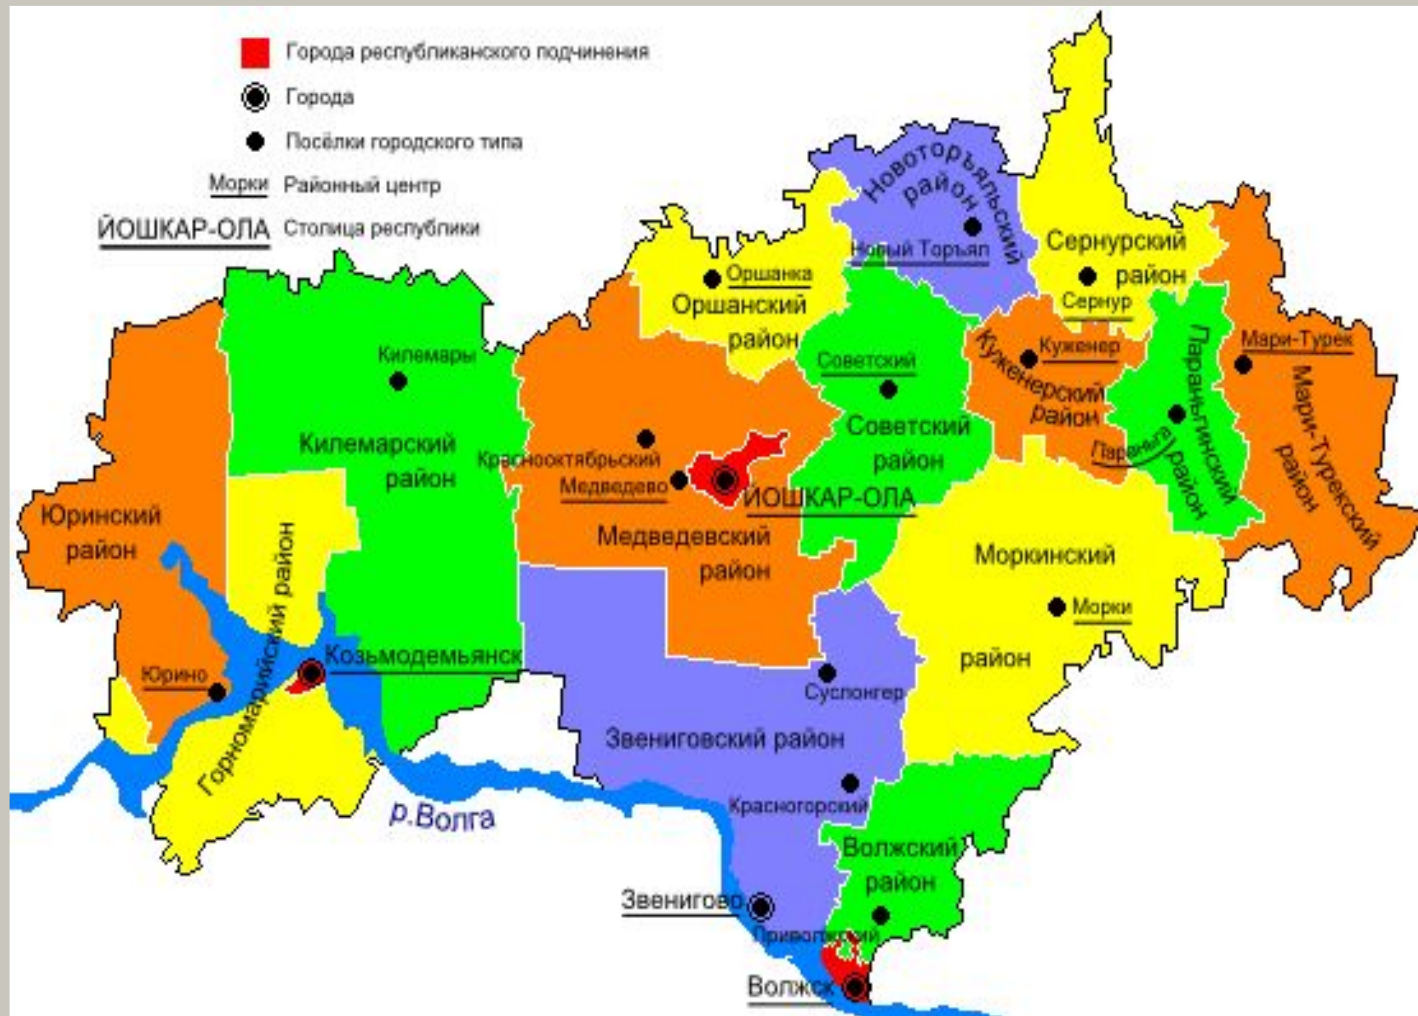 Города республиканского подчинения
Города
Посёлки городского типа
Морки Районный центр
ЙОШКАР-ОЛА Столица республики
Новоторъяльский
район
Новый Торъял
Сернурский
район
Сернур
Оршанка
Оршанский
район
Килемары
Килемарский
район
Советский
Советский
район
Куженер
Куженерский
район
Параньгинский
район
Параньга
Мари-Турек
Мари-Турекский
район
Краснооктябрьский
Медведево
ЙОШКАР-ОЛА
Медведевский
район
Юринский
район
Юрино
Горномарийский район
Козьмодемьянск
Моркинский
район
Морки
Суслонгер
Звениговский район
Красногорский
р.Волга
Волжский
район
Звенигово
Приволжский
Волжск